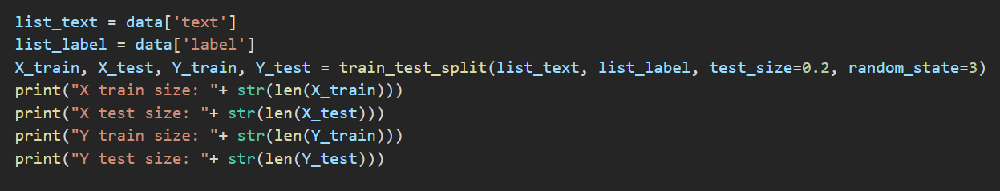 list_text = data['text']
list_label = data['label']
X_train, X_test, Y_train, Y_test = train_test_split(list_text, list_label, test_size=0.2, random_state=3)
print("X train size: "+ str(len(X_train)))
print("X test size: "+ str(len(X_test)))
print("Y train size: "+ str(len(Y_train)))
print("Y test size: "+ str(len(Y_test)))